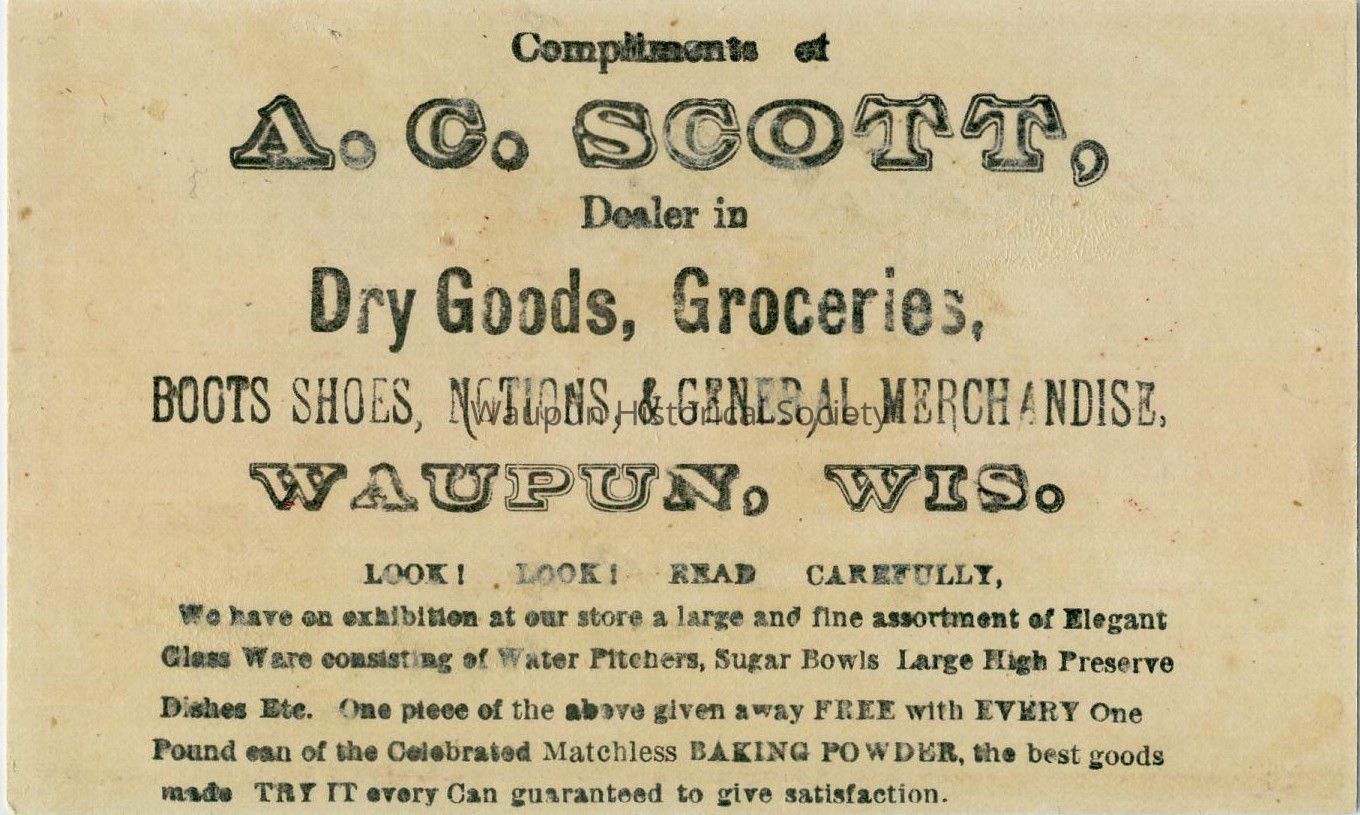 Compliments of
A. C. SCOTT,
Dealer in
Dry Goods, Groceries,
BOOTS SHOES, NOTIONS, & GENERAL MERCHANDISE,
Waupun Historical Society
WAUPUN, WIS.
LOOK! LOOK! READ CAREFULLY,
We have on exhibition at our store a large and fine assortment of Elegant
Glass Ware consisting of Water Pitchers, Sugar Bowls Large High Preserve
Dishes Etc. One piece of the above given away FREE with EVERY One
Pound can of the Celebrated Matchless BAKING POWDER, the best goods
made TRY IT every Can guaranteed to give satisfaction.